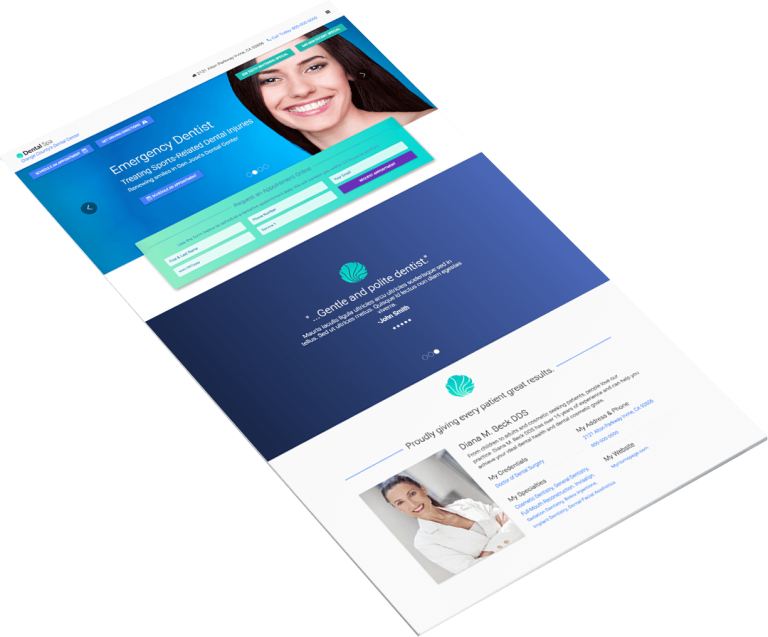 2121 Alton Parkway Irvine, CA 92606
Call Today 800-000-0000
Dental Spa
Orange County's Dental Center
SCHEDULE AN APPOINTMENT
GET DRIVING DIRECTIONS
Emergency Dentist
Treating Sports-Related Dental Injuries
Renewing smiles in San Jose's Dental Center
SCHEDULE AN APPOINTMENT
Request an Appointment Online
First & Last Name
Phone Number
Your Email
Service 1
REQUEST APPOINTMENT
"...Gentle and polite dentist."
Mauris iaculis ligula ultricies arcu ultricies scelerisque sed in
tellus. Sed ut ultrices metus. Quisque id lectus non diam egestas
viverra.
-John Smith
★★★★★
Proudly giving every patient great results.
Diana M. Beck DDS
From children to adults and cosmetic seeking patients, people love our
practice. Diana M. Beck DDS has over 15 years of experience and can help you
achieve your ideal dental health and dental cosmetic goals.
My Credentials
Doctor of Dental Surgery
My Specialties
Cosmetic Dentistry, General Dentistry,
Full-Mouth Reconstruction, Invisalign,
Sedation Dentistry, Botox Injections,
Implant Dentistry, Dental Facial Aesthetics
My Address & Phone
2121 Alton Parkway Irvine, CA 92606
800-000-0000
My Website